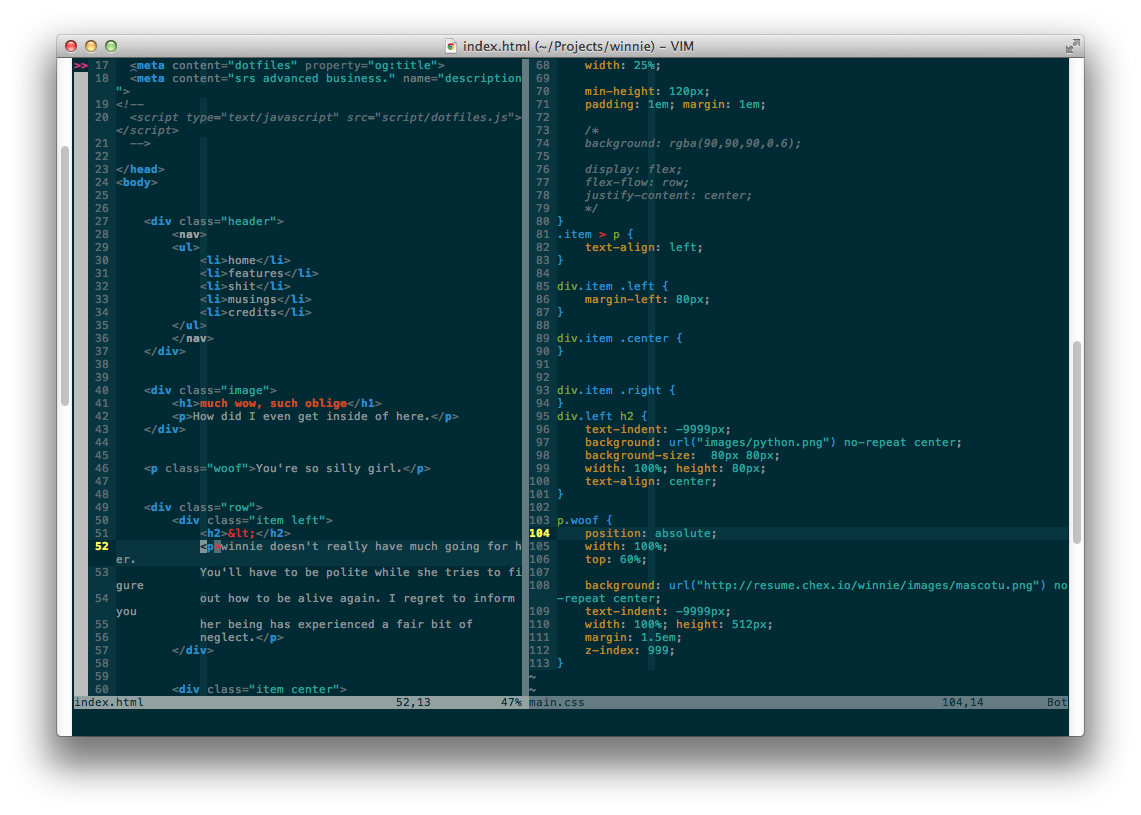 index.html (~/Projects/winnie) – VIM
>> 17   <meta content="dotfiles" property="og:title">
18   <meta content="srs advanced business." name="description
">
19 <!--
20   <script type="text/javascript" src="script/dotfiles.js">
</script>
21   -->
22
23 </head>
24 <body>
25
26
27     <div class="header">
28         <nav>
29         <ul>
30             <li>home</li>
31             <li>features</li>
32             <li>shit</li>
33             <li>musings</li>
34             <li>credits</li>
35         </ul>
36         </nav>
37     </div>
38
39
40     <div class="image">
41         <h1>much wow, such oblige</h1>
42         <p>How did I even get inside of here.</p>
43     </div>
44
45
46     <p class="woof">You're so silly girl.</p>
47
48
49     <div class="row">
50         <div class="item left">
51             <h2>&lt;</h2>
52             <p>winnie doesn't really have much going for h
er.
53             You'll have to be polite while she tries to fi
gure
54             out how to be alive again. I regret to inform
you
55             her being has experienced a fair bit of
56             neglect.</p>
57         </div>
58
59
60         <div class="item center">
index.html 52,13 47%
68     width: 25%;
69
70     min-height: 120px;
71     padding: 1em; margin: 1em;
72
73     /*
74     background: rgba(90,90,90,0.6);
75
76     display: flex;
77     flex-flow: row;
78     justify-content: center;
79     */
80 }
81 .item > p {
82     text-align: left;
83 }
84
85 div.item .left {
86     margin-left: 80px;
87 }
88
89 div.item .center {
90 }
91
92
93 div.item .right {
94 }
95 div.left h2 {
96     text-indent: -9999px;
97     background: url("images/python.png") no-repeat center;
98     background-size:  80px 80px;
99     width: 100%; height: 80px;
100     text-align: center;
101 }
102
103 p.woof {
104     position: absolute;
105     width: 100%;
106     top: 60%;
107
108     background: url("http://resume.chex.io/winnie/images/mascotu.png") no
-repeat center;
109     text-indent: -9999px;
110     width: 100%; height: 512px;
111     margin: 1.5em;
112     z-index: 999;
113 }
~
~
main.css 104,14 Bot